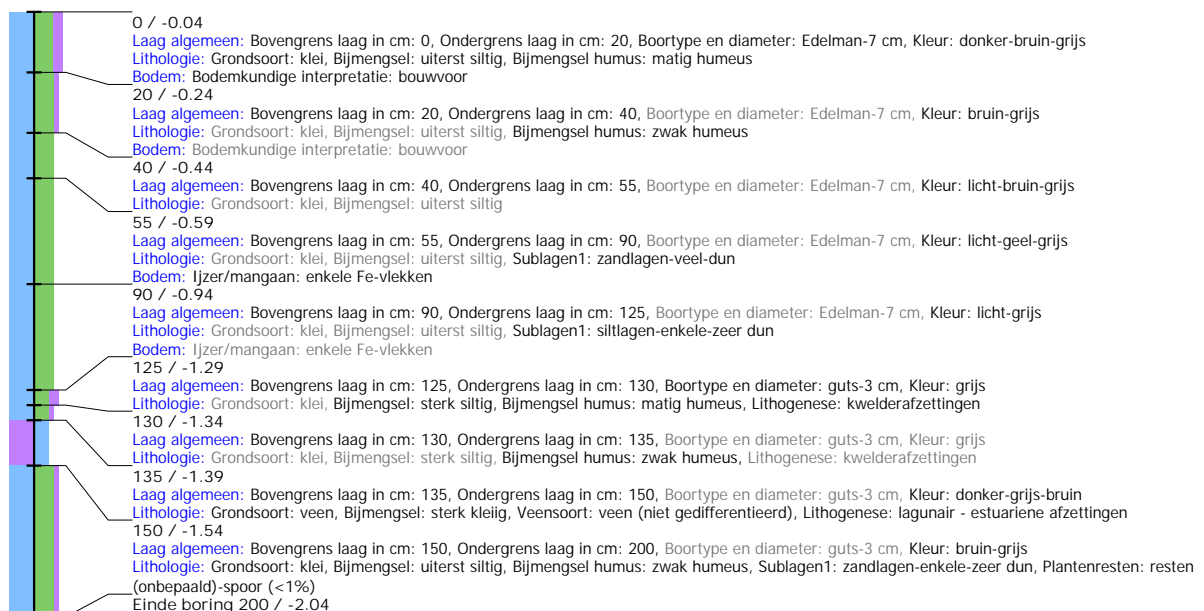 0 / -0.04
Laag algemeen: Bovengrens laag in cm: 0, Ondergrens laag in cm: 20, Boortype en diameter: Edelman-7 cm, Kleur: donker-bruin-grijs
Lithologie: Grondsoort: klei, Bijmengsel: uiterst siltig, Bijmengsel humus: matig humeus
Bodem: Bodemkundige interpretatie: bouwvoor
20 / -0.24
Laag algemeen: Bovengrens laag in cm: 20, Ondergrens laag in cm: 40, Boortype en diameter: Edelman-7 cm, Kleur: bruin-grijs
Lithologie: Grondsoort: klei, Bijmengsel: uiterst siltig, Bijmengsel humus: zwak humeus
Bodem: Bodemkundige interpretatie: bouwvoor
40 / -0.44
Laag algemeen: Bovengrens laag in cm: 40, Ondergrens laag in cm: 55, Boortype en diameter: Edelman-7 cm, Kleur: licht-bruin-grijs
Lithologie: Grondsoort: klei, Bijmengsel: uiterst siltig
55 / -0.59
Laag algemeen: Bovengrens laag in cm: 55, Ondergrens laag in cm: 90, Boortype en diameter: Edelman-7 cm, Kleur: licht-geel-grijs
Lithologie: Grondsoort: klei, Bijmengsel: uiterst siltig, Sublagen1: zandlagen-veel-dun
Bodem: Ijzer/mangaan: enkele Fe-vlekken
90 / -0.94
Laag algemeen: Bovengrens laag in cm: 90, Ondergrens laag in cm: 125, Boortype en diameter: Edelman-7 cm, Kleur: licht-grijs
Lithologie: Grondsoort: klei, Bijmengsel: uiterst siltig, Sublagen1: siltlagen-enkele-zeer dun
Bodem: Ijzer/mangaan: enkele Fe-vlekken
125 / -1.29
Laag algemeen: Bovengrens laag in cm: 125, Ondergrens laag in cm: 130, Boortype en diameter: guts-3 cm, Kleur: grijs
Lithologie: Grondsoort: klei, Bijmengsel: sterk siltig, Bijmengsel humus: matig humeus, Lithogenese: kwelderafzettingen
130 / -1.34
Laag algemeen: Bovengrens laag in cm: 130, Ondergrens laag in cm: 135, Boortype en diameter: guts-3 cm, Kleur: grijs
Lithologie: Grondsoort: klei, Bijmengsel: sterk siltig, Bijmengsel humus: zwak humeus, Lithogenese: kwelderafzettingen
135 / -1.39
Laag algemeen: Bovengrens laag in cm: 135, Ondergrens laag in cm: 150, Boortype en diameter: guts-3 cm, Kleur: donker-grijs-bruin
Lithologie: Grondsoort: veen, Bijmengsel: sterk kleiig, Veensoort: veen (niet gedifferentieerd), Lithogenese: lagunair - estuariene afzettingen
150 / -1.54
Laag algemeen: Bovengrens laag in cm: 150, Ondergrens laag in cm: 200, Boortype en diameter: guts-3 cm, Kleur: bruin-grijs
Lithologie: Grondsoort: klei, Bijmengsel: uiterst siltig, Bijmengsel humus: zwak humeus, Sublagen1: zandlagen-enkele-zeer dun, Plantenresten: resten
(onbepaald)-spoor (<1%)
Einde boring 200 / -2.04